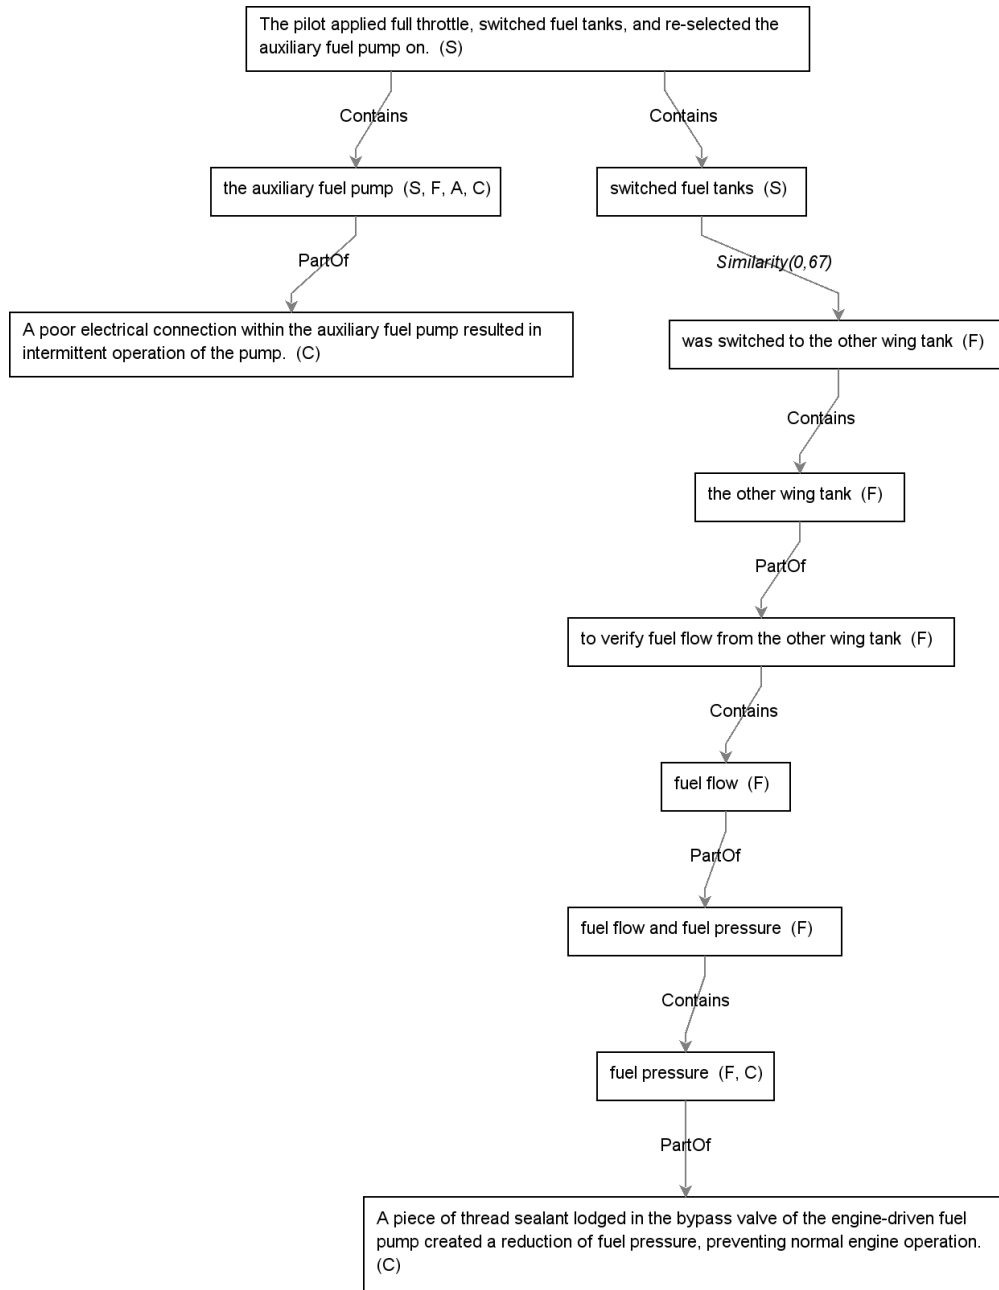 The pilot applied full throttle, switched fuel tanks, and re-selected the
auxiliary fuel pump on.  (S)
Contains
Contains
the auxiliary fuel pump  (S, F, A, C)
switched fuel tanks  (S)
PartOf
Similarity(0,67)
A poor electrical connection within the auxiliary fuel pump resulted in
intermittent operation of the pump.  (C)
was switched to the other wing tank  (F)
Contains
the other wing tank  (F)
PartOf
to verify fuel flow from the other wing tank  (F)
Contains
fuel flow  (F)
PartOf
fuel flow and fuel pressure  (F)
Contains
fuel pressure  (F, C)
PartOf
A piece of thread sealant lodged in the bypass valve of the engine-driven fuel
pump created a reduction of fuel pressure, preventing normal engine operation.
(C)